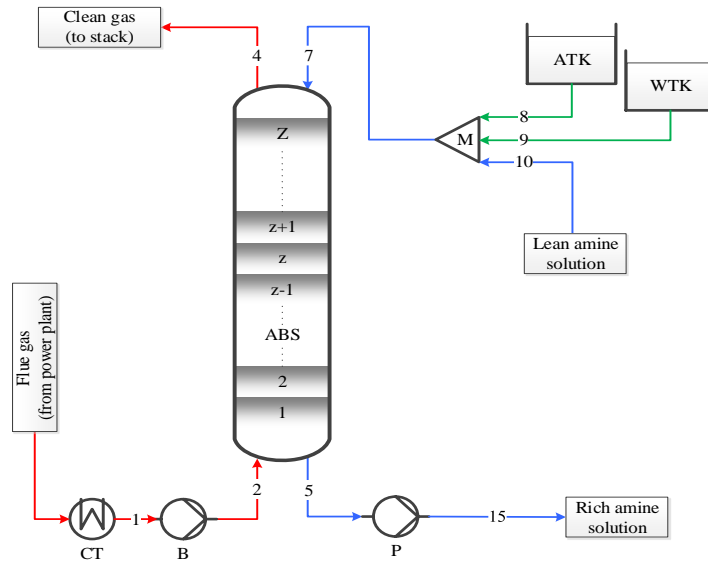 Clean gas
(to stack)
4
7
ATK
WTK
8
9
10
M
Z
z+1
z
z-1
ABS
2
1
Lean amine
solution
Flue gas
(from power plant)
1
2
5
15
CT
B
P
Rich amine
solution